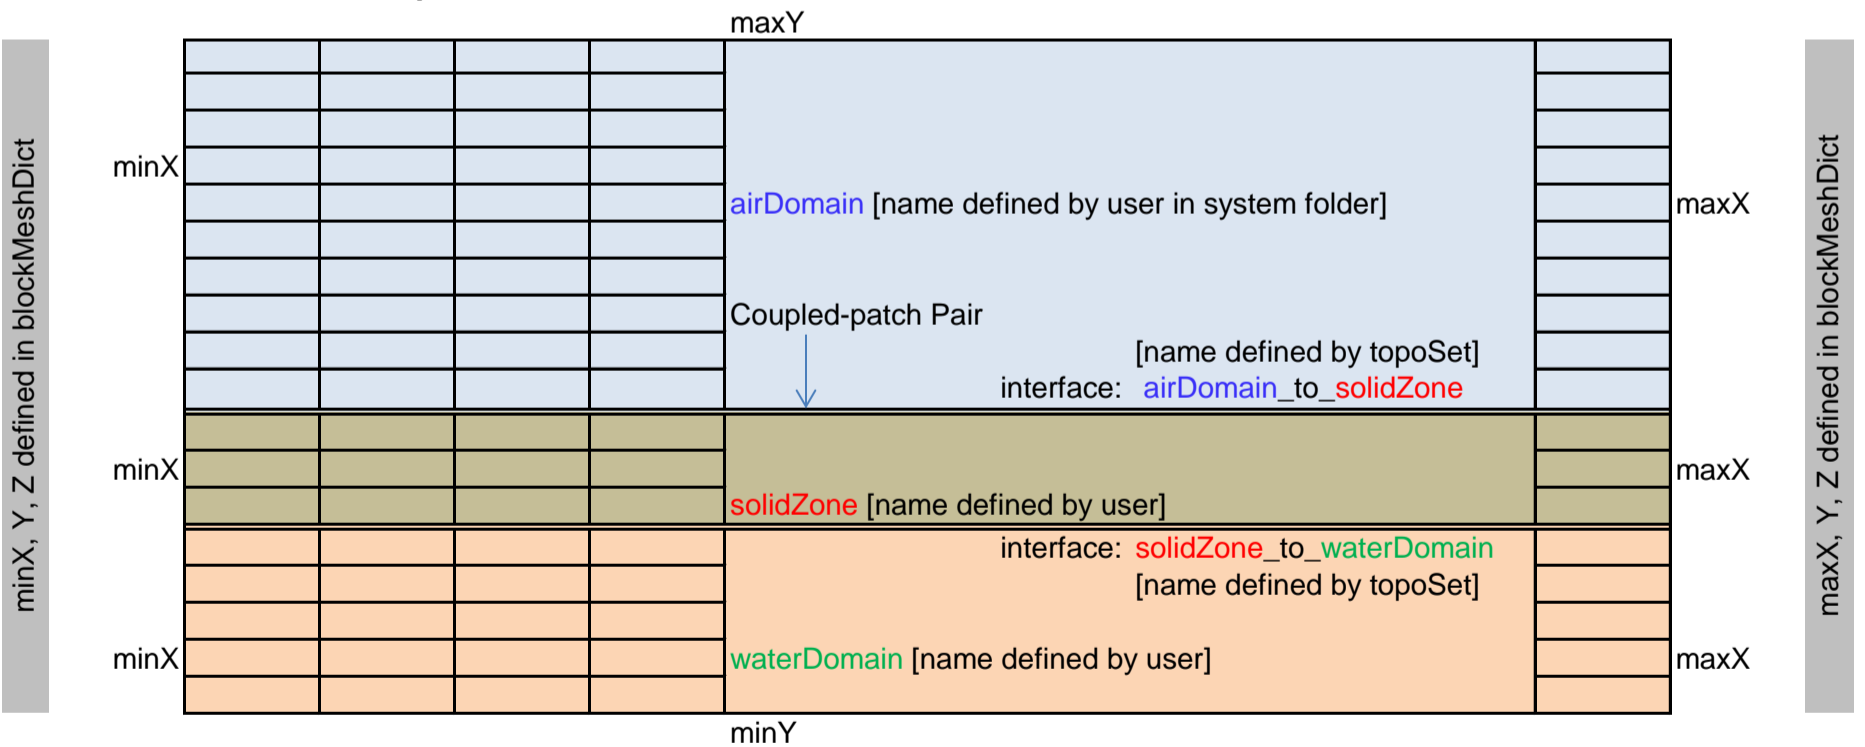 maxY
minX, Y, Z defined in blockMeshDict
maxX, Y, Z defined in blockMeshDict
minX
airDomain [name defined by user in system folder]
maxX
Coupled-patch Pair
[name defined by topoSet]
interface: airDomain_to_solidZone
minX
maxX
solidZone [name defined by user]
interface: solidZone_to_waterDomain
[name defined by topoSet]
minX
waterDomain [name defined by user]
maxX
minY